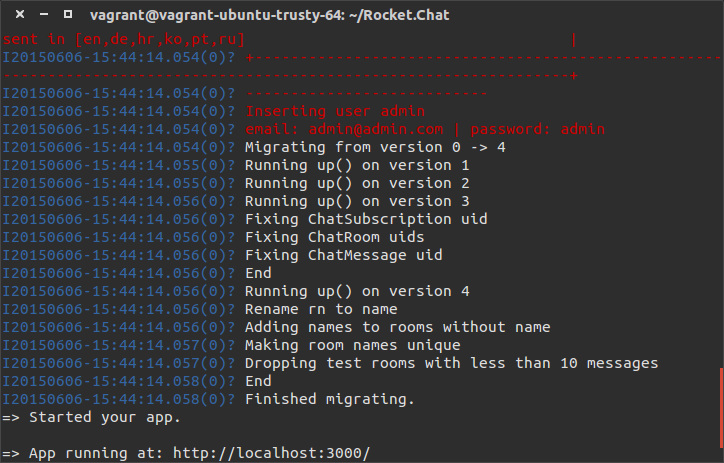 vagrant@vagrant-ubuntu-trusty-64: ~/Rocket.Chat
sent in [en,de,hr,ko,pt,ru] |
I20150606-15:44:14.054(0)? +-----------------------------------------------------
---------------------------------------------------------------+
I20150606-15:44:14.054(0)? ---------------------------
I20150606-15:44:14.054(0)? Inserting user admin
I20150606-15:44:14.054(0)? email: admin@admin.com | password: admin
I20150606-15:44:14.054(0)? Migrating from version 0 -> 4
I20150606-15:44:14.055(0)? Running up() on version 1
I20150606-15:44:14.055(0)? Running up() on version 2
I20150606-15:44:14.056(0)? Running up() on version 3
I20150606-15:44:14.056(0)? Fixing ChatSubscription uid
I20150606-15:44:14.056(0)? Fixing ChatRoom uids
I20150606-15:44:14.056(0)? Fixing ChatMessage uid
I20150606-15:44:14.056(0)? End
I20150606-15:44:14.056(0)? Running up() on version 4
I20150606-15:44:14.056(0)? Rename rn to name
I20150606-15:44:14.056(0)? Adding names to rooms without name
I20150606-15:44:14.057(0)? Making room names unique
I20150606-15:44:14.057(0)? Dropping test rooms with less than 10 messages
I20150606-15:44:14.058(0)? End
I20150606-15:44:14.058(0)? Finished migrating.
=> Started your app.
=> App running at: http://localhost:3000/